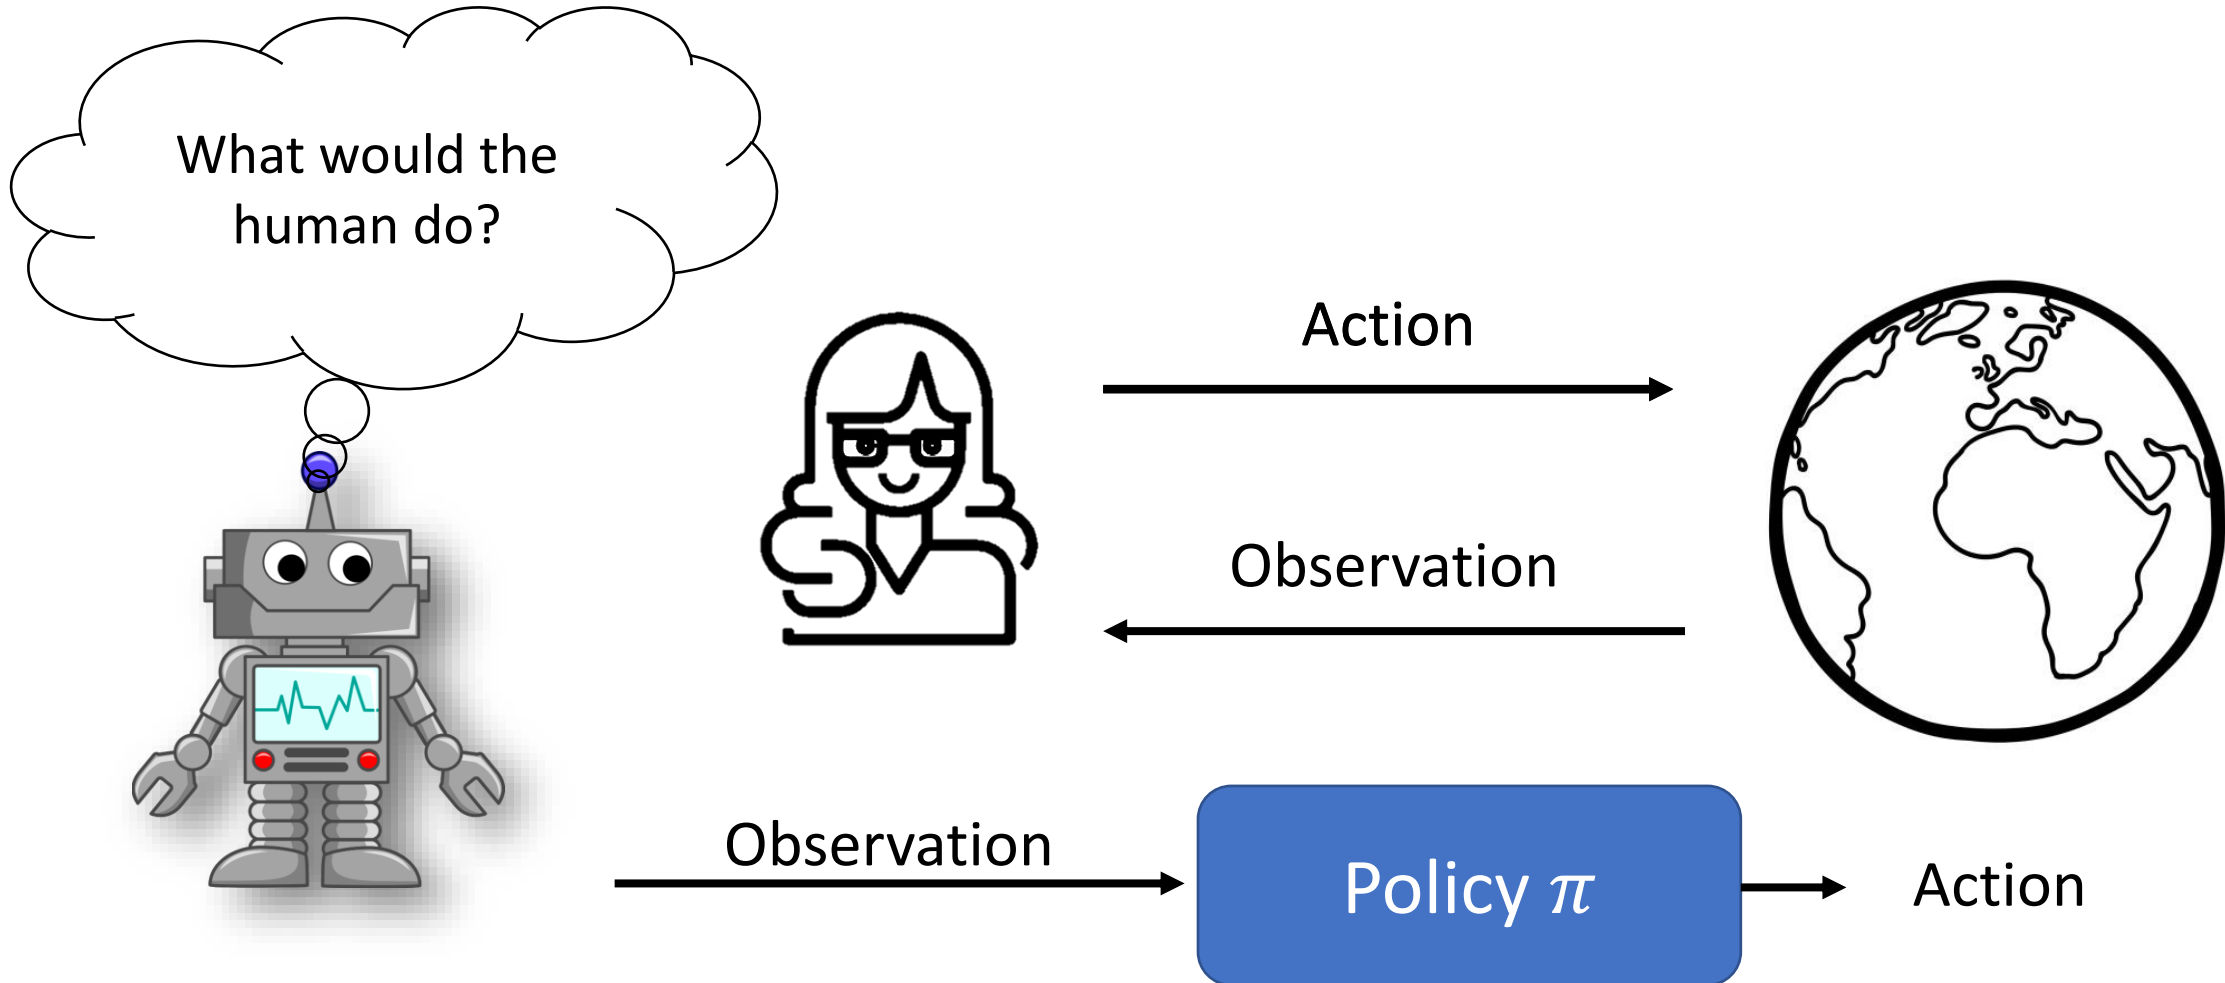 What would the
human do?
Action
Observation
Observation
Policy π
Action